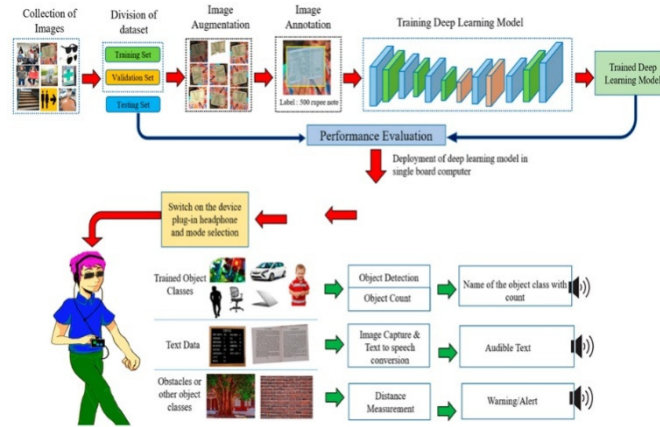 Collection of
Images
Division of
dataset
Image
Augmentation
Image
Annotation
Training Deep Learning Model
Training Set
Validation Set
Testing Set
Label : 500 rupee note
Trained Deep
Learning Model
Performance Evaluation
Deployment of deep learning model in
single board computer
Switch on the device
plug-in headphone
and mode selection
Trained Object
Classes
Object Detection
Object Count
Name of the object class with
count
Text Data
Image Capture &
Text to speech
conversion
Audible Text
Obstacles or
other object
classes
Distance
Measurement
Warning/Alert